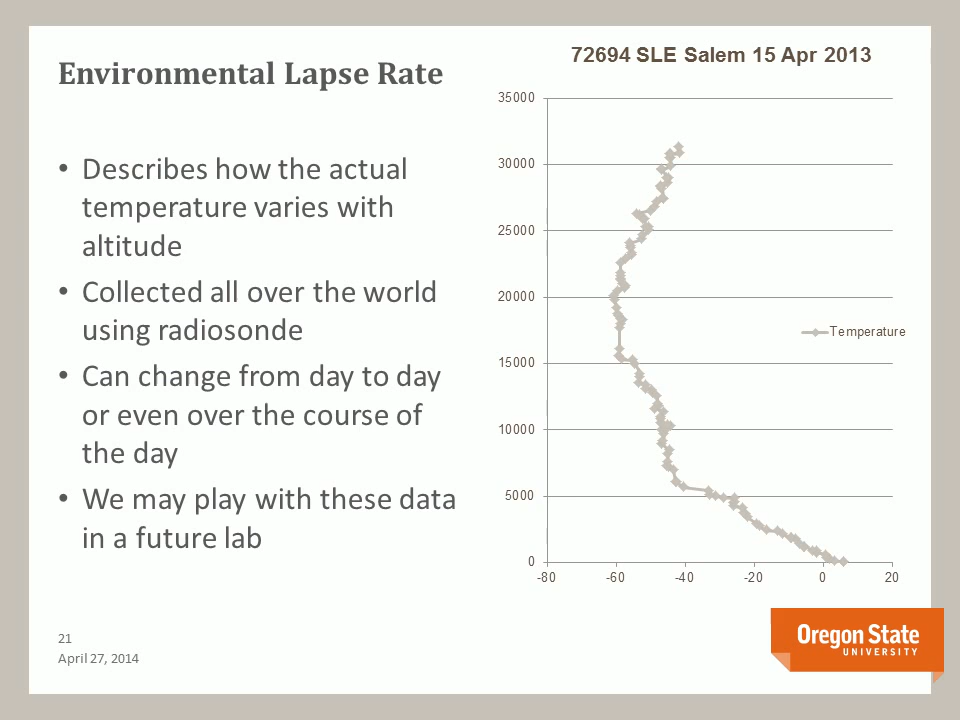 Environmental Lapse Rate
• Describes how the actual
temperature varies with
altitude
• Collected all over the world
using radiosonde
• Can change from day to day
or even over the course of
the day
• We may play with these data
in a future lab
72694 SLE Salem 15 Apr 2013
35000
30000
25000
20000
15000
10000
5000
0
-80 -60 -40 -20 0 20
Temperature
21
April 27, 2014
Oregon State
UNIVERSITY